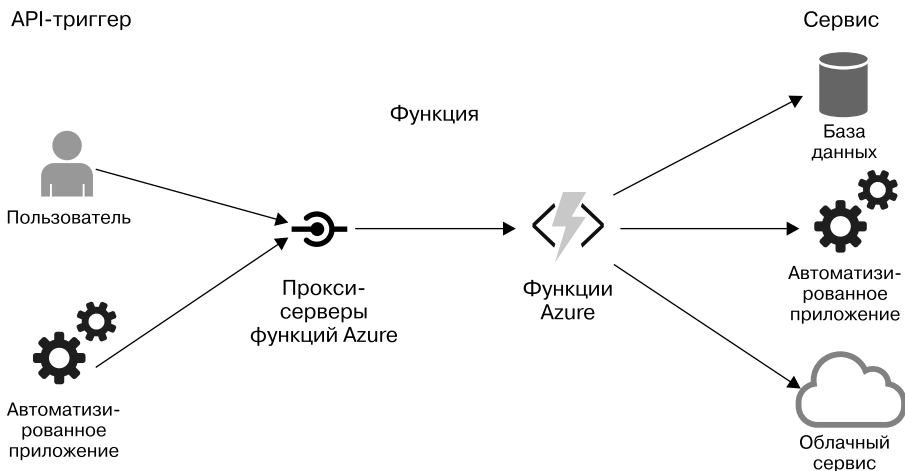 API-триггер
Сервис
Функция
База
данных
Пользователь
Прокси-
серверы
функций Azure
Функции
Azure
Автоматизи-
рованное
приложение
Автоматизи-
рованное
приложение
Облачный
сервис